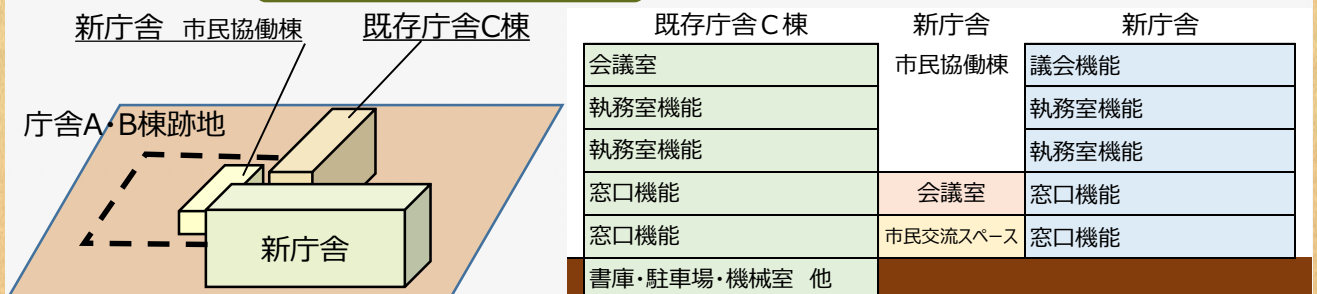 新庁舎 市民協働棟
既存庁舎C棟
庁舎A・B棟跡地
新庁舎
既存庁舎C棟 新庁舎 新庁舎
会議室 市民協働棟 議会機能
執務室機能 執務室機能
執務室機能 執務室機能
窓口機能 会議室 窓口機能
窓口機能 市民交流スペース 窓口機能
書庫・駐車場・機械室 他